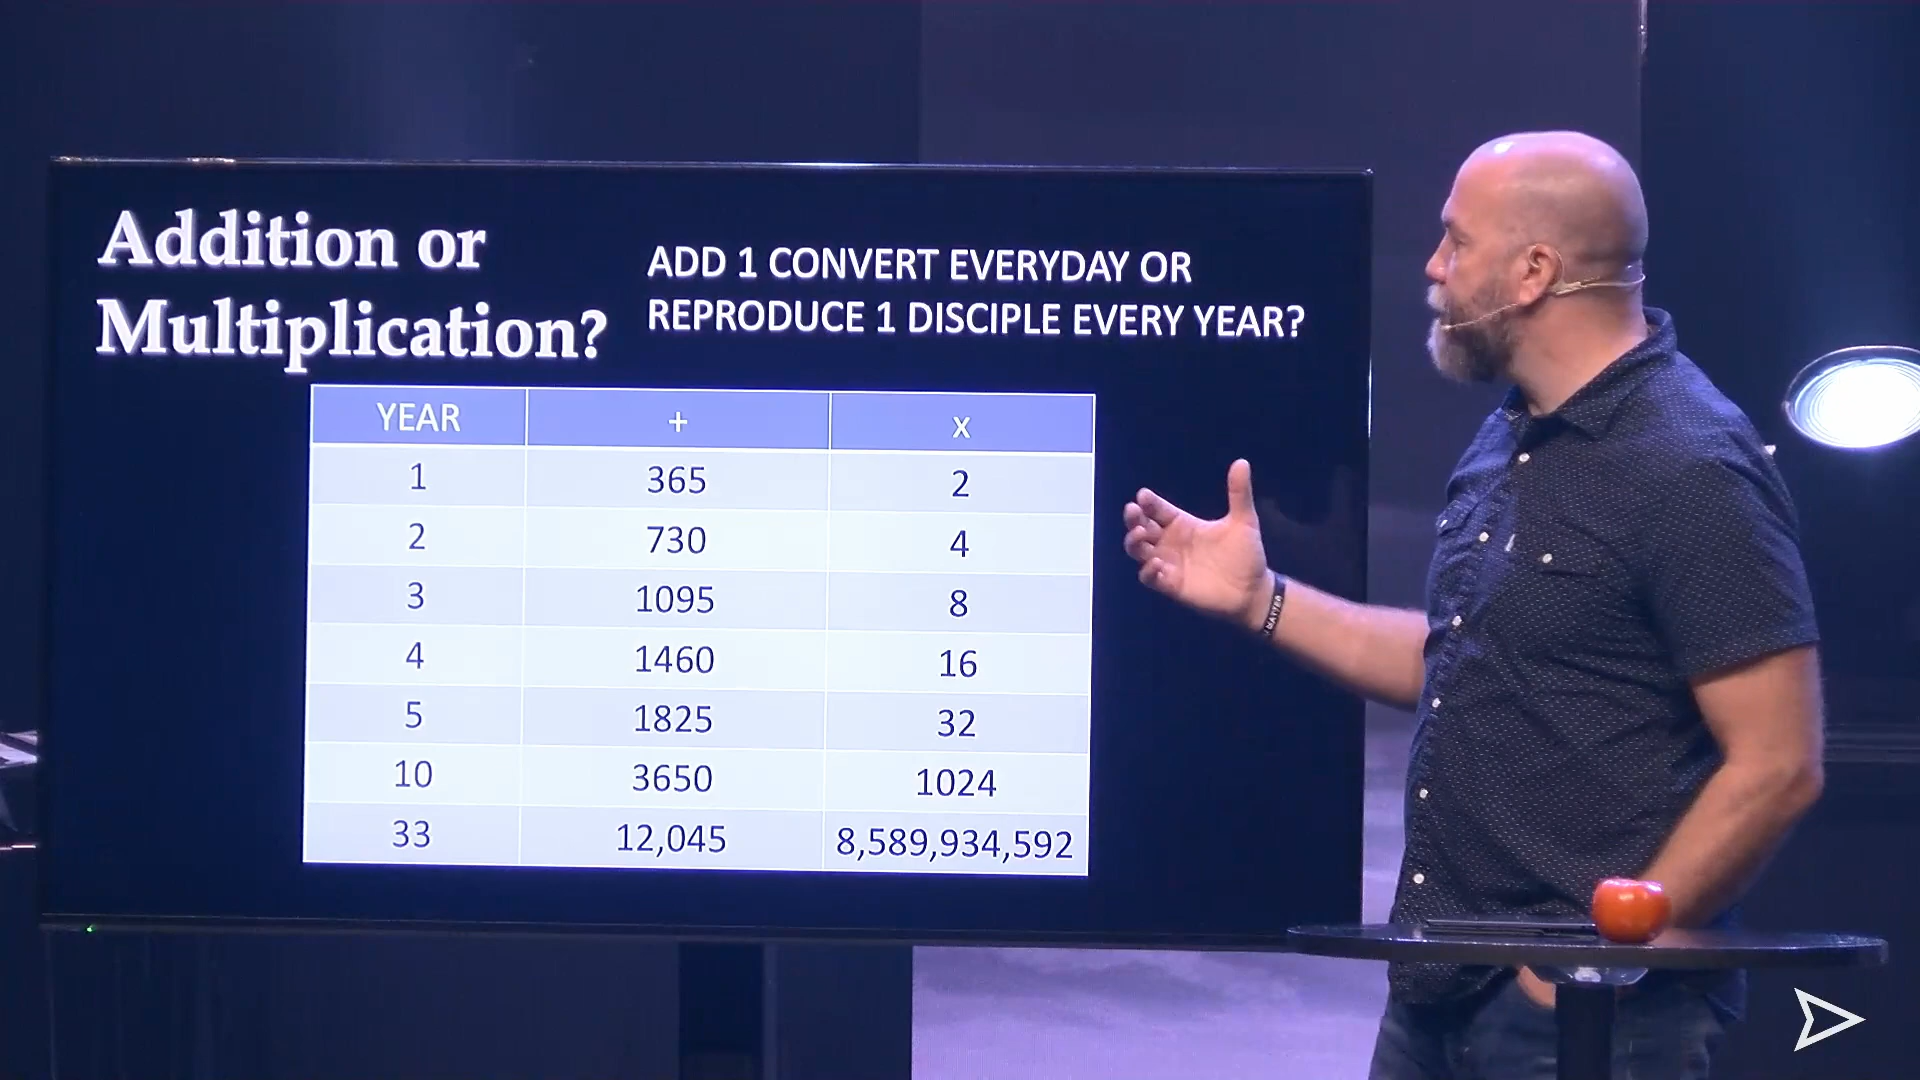 Addition or
Multiplication?
ADD 1 CONVERT EVERYDAY OR
REPRODUCE 1 DISCIPLE EVERY YEAR?
YEAR + x
1 365 2
2 730 4
3 1095 8
4 1460 16
5 1825 32
10 3650 1024
33 12,045 8,589,934,592
MATTER